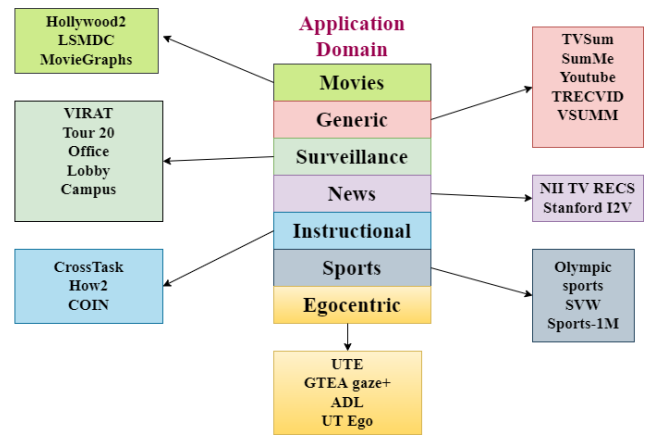 Application
Domain
Movies
Generic
Surveillance
News
Instructional
Sports
Egocentric
Hollywood2
LSMDC
MovieGraphs
VIRAT
Tour 20
Office
Lobby
Campus
CrossTask
How2
COIN
TVSum
SumMe
Youtube
TRECVID
VSUMM
NII TV RECS
Stanford I2V
Olympic
sports
SVW
Sports-1M
UTE
GTEA gaze+
ADL
UT Ego